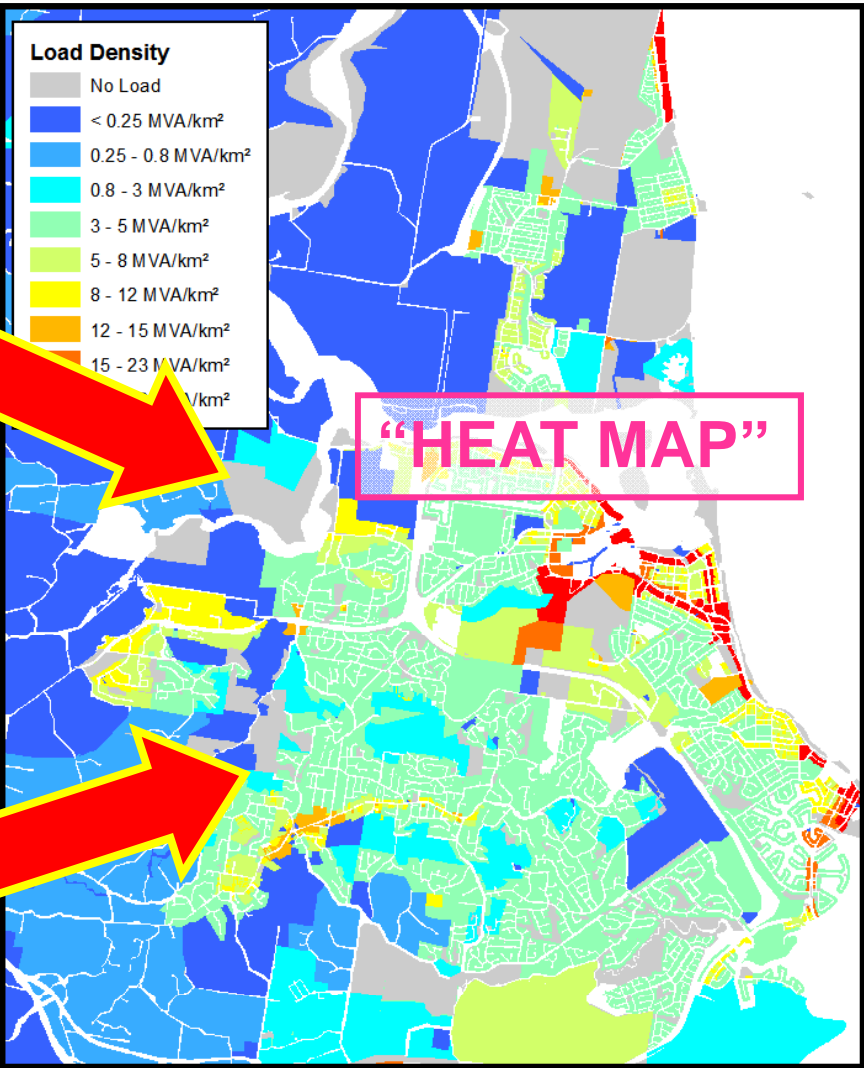 Load Density
No Load
< 0.25 MVA/km²
0.25 - 0.8 MVA/km²
0.8 - 3 MVA/km²
3 - 5 MVA/km²
5 - 8 MVA/km²
8 - 12 MVA/km²
12 - 15 MVA/km²
15 - 23 MVA/km²
/km²
“HEAT MAP”